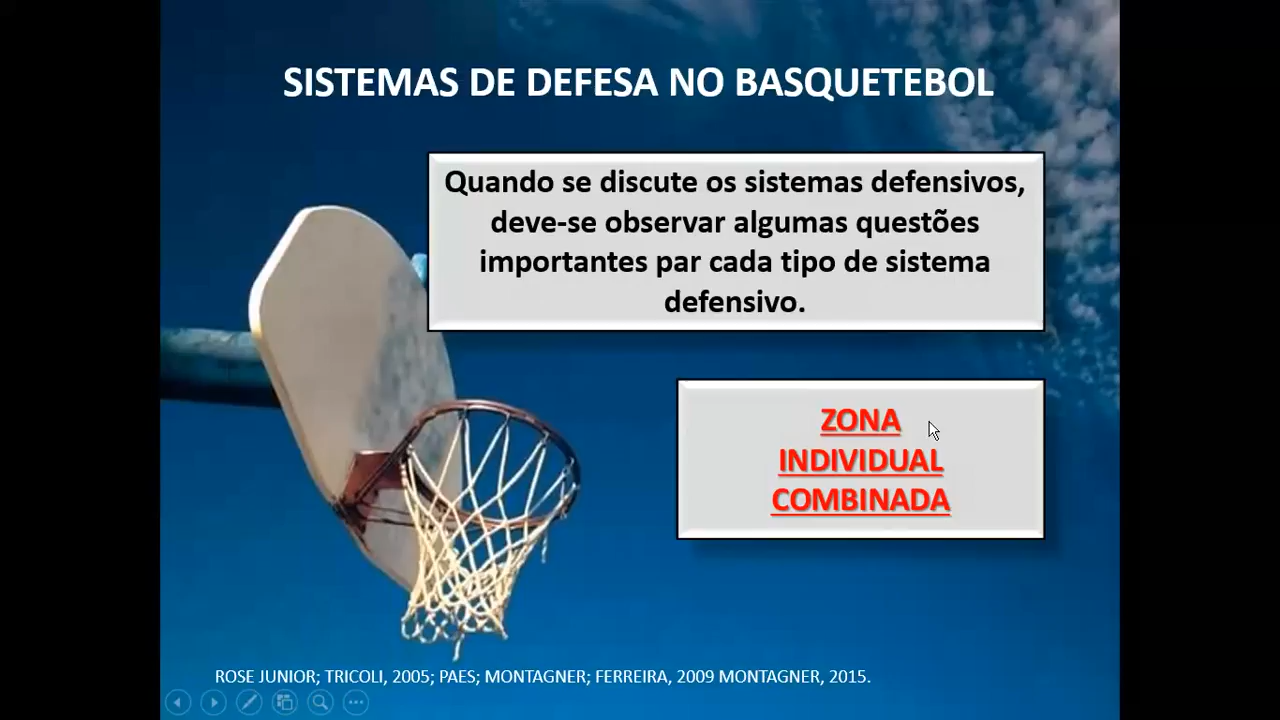 SISTEMAS DE DEFESA NO BASQUETEBOL
Quando se discute os sistemas defensivos,
deve-se observar algumas questões
importantes par cada tipo de sistema
defensivo.
ZONA
INDIVIDUAL
COMBINADA
ROSE JUNIOR; TRICOLI, 2005; PAES; MONTAGNER; FERREIRA, 2009 MONTAGNER, 2015.